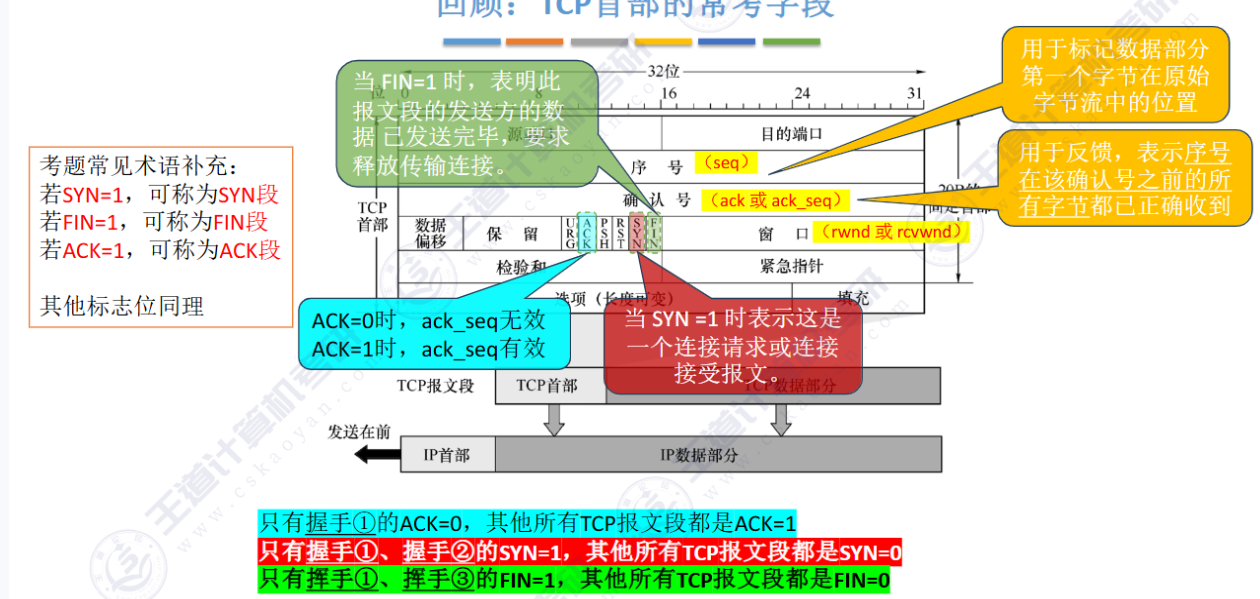 回顾：TCP首部的常考字段
用于标记数据部分
第一个字节在原始
字节流中的位置
当 FIN=1 时，表明此
报文段的发送方的数
据 已发送完毕，要求
释放传输连接。
32位
位 0 8 16 24 31
源端口 目的端口
序 号 （seq）
确 认 号 （ack 或 ack_seq）
用于反馈，表示序号
在该确认号之前的所
有字节都已正确收到
考题常见术语补充：
若SYN=1，可称为SYN段
若FIN=1，可称为FIN段
若ACK=1，可称为ACK段
其他标志位同理
TCP
首部
20B的
固定首部
数据
偏移
保 留
URG
ACK
PSH
RST
SYN
FIN
窗 口（rwnd 或 rcvwnd）
检验和 紧急指针
选项（长度可变） 填充
ACK=0时，ack_seq无效
ACK=1时，ack_seq有效
当 SYN =1 时表示这是
一个连接请求或连接
接受报文。
TCP报文段 TCP首部 TCP数据部分
发送在前
IP首部 IP数据部分
只有握手①的ACK=0，其他所有TCP报文段都是ACK=1
只有握手①、握手②的SYN=1，其他所有TCP报文段都是SYN=0
只有挥手①、挥手③的FIN=1，其他所有TCP报文段都是FIN=0
王道计算机考研
www.cskaoyan.com